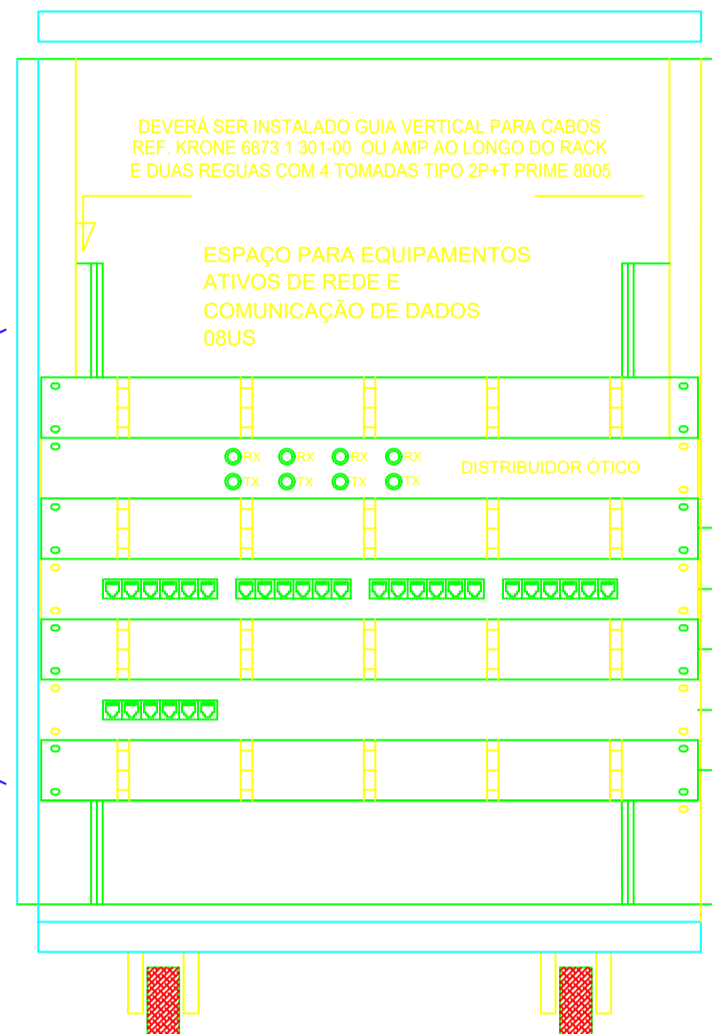 DEVERÁ SER INSTALADO GUIA VERTICAL PARA CABOS
REF. KRONE 6873 1 301-00 OU AMP AO LONGO DO RACK
E DUAS REGUAS COM 4 TOMADAS TIPO 2P+T PRIME 8005
ESPAÇO PARA EQUIPAMENTOS
ATIVOS DE REDE E
COMUNICAÇÃO DE DADOS
08US
RX RX RX RX
TX TX TX TX
DISTRIBUIDOR ÓTICO